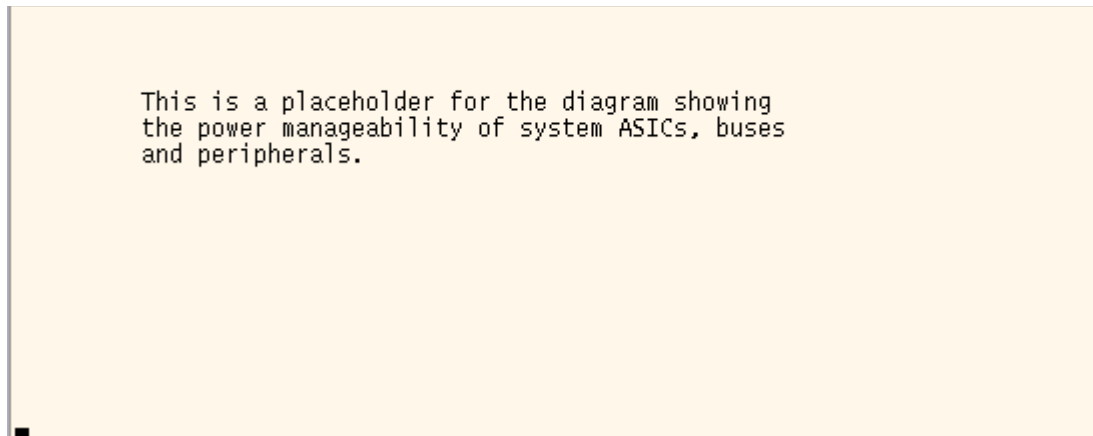 This is a placeholder for the diagram showing
the power manageability of system ASICs, buses
and peripherals.